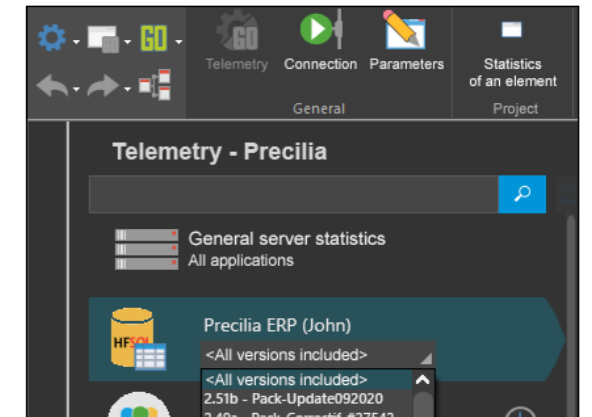 GO
GO
Telemetry Connection Parameters Statistics
of an element
General Project
Telemetry - Precilia
General server statistics
All applications
Precilia ERP (John)
HFSQL
<All versions included>
<All versions included>
2.51b - Pack-Update092020